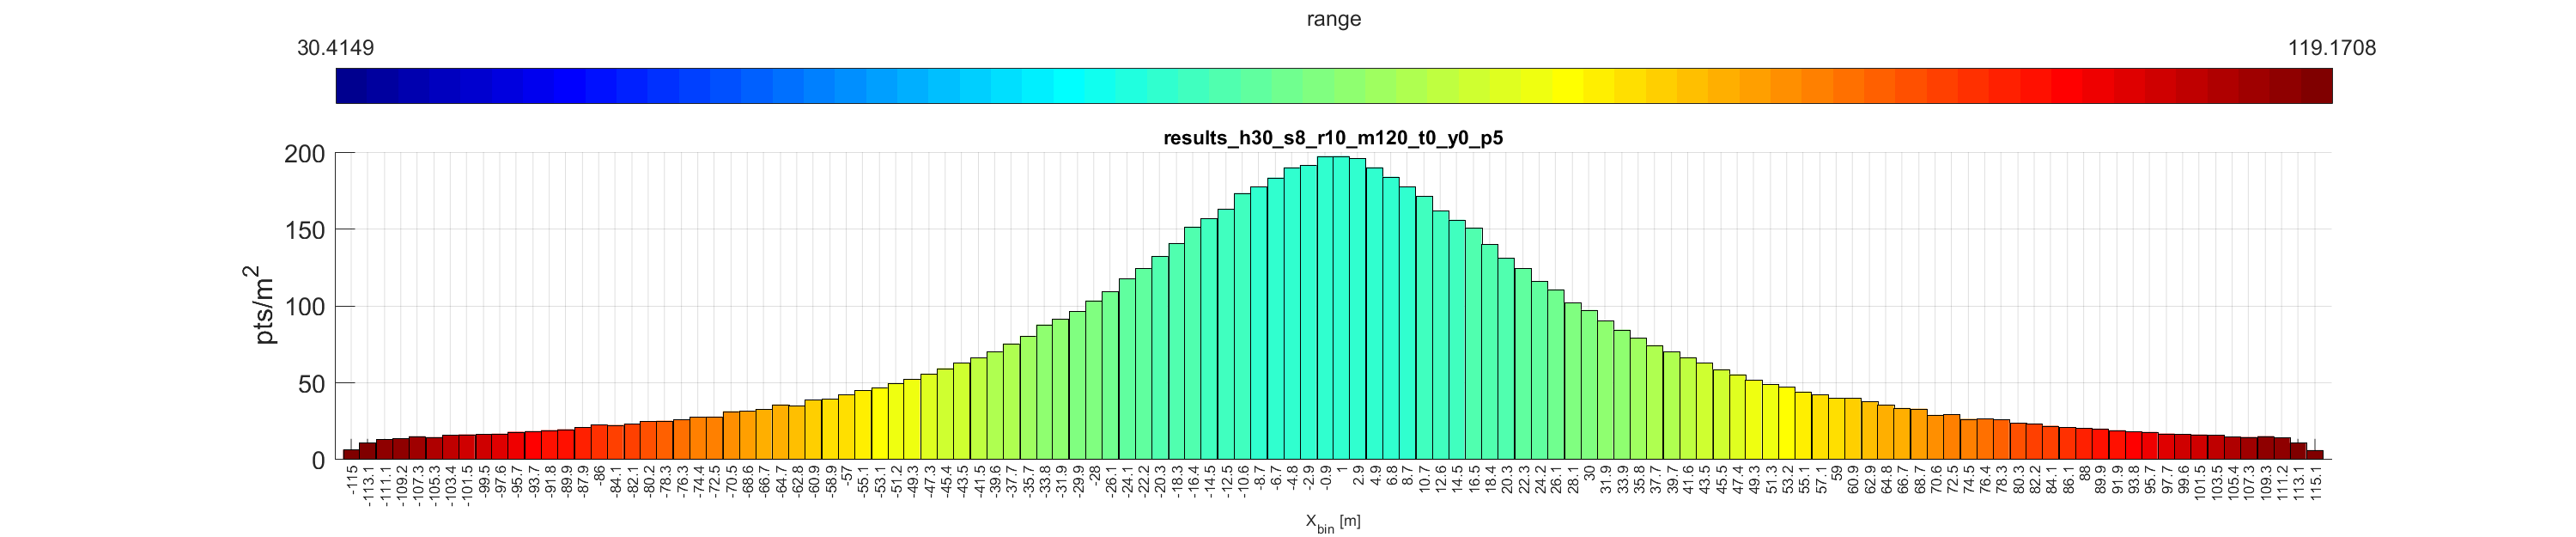 range
30.4149 119.1708
results_h30_s8_r10_m120_t0_y0_p5
200
150
100
50
0
pts/m²
-115 -113.1 -111.1 -109.2 -107.3 -105.3 -103.4 -101.5 -99.5 -97.6 -95.7 -93.7 -91.8 -89.9 -87.9 -86 -84.1 -82.1 -80.2 -78.3 -76.3 -74.4 -72.5 -70.5 -68.6 -66.7 -64.7 -62.8 -60.9 -58.9 -57 -55.1 -53.1 -51.2 -49.3 -47.3 -45.4 -43.5 -41.5 -39.6 -37.7 -35.7 -33.8 -31.9 -29.9 -28 -26.1 -24.1 -22.2 -20.3 -18.3 -16.4 -14.5 -12.5 -10.6 -8.7 -6.7 -4.8 -2.9 -0.9 1 2.9 4.9 6.8 8.7 10.7 12.6 14.5 16.5 18.4 20.3 22.3 24.2 26.1 28.1 30 31.9 33.9 35.8 37.7 39.7 41.6 43.5 45.5 47.4 49.3 51.3 53.2 55.1 57.1 59 60.9 62.9 64.8 66.7 68.7 70.6 72.5 74.5 76.4 78.3 80.3 82.2 84.1 86.1 88 89.9 91.9 93.8 95.7 97.7 99.6 101.5 103.5 105.4 107.3 109.3 111.2 113.1 115.1
X_bin [m]